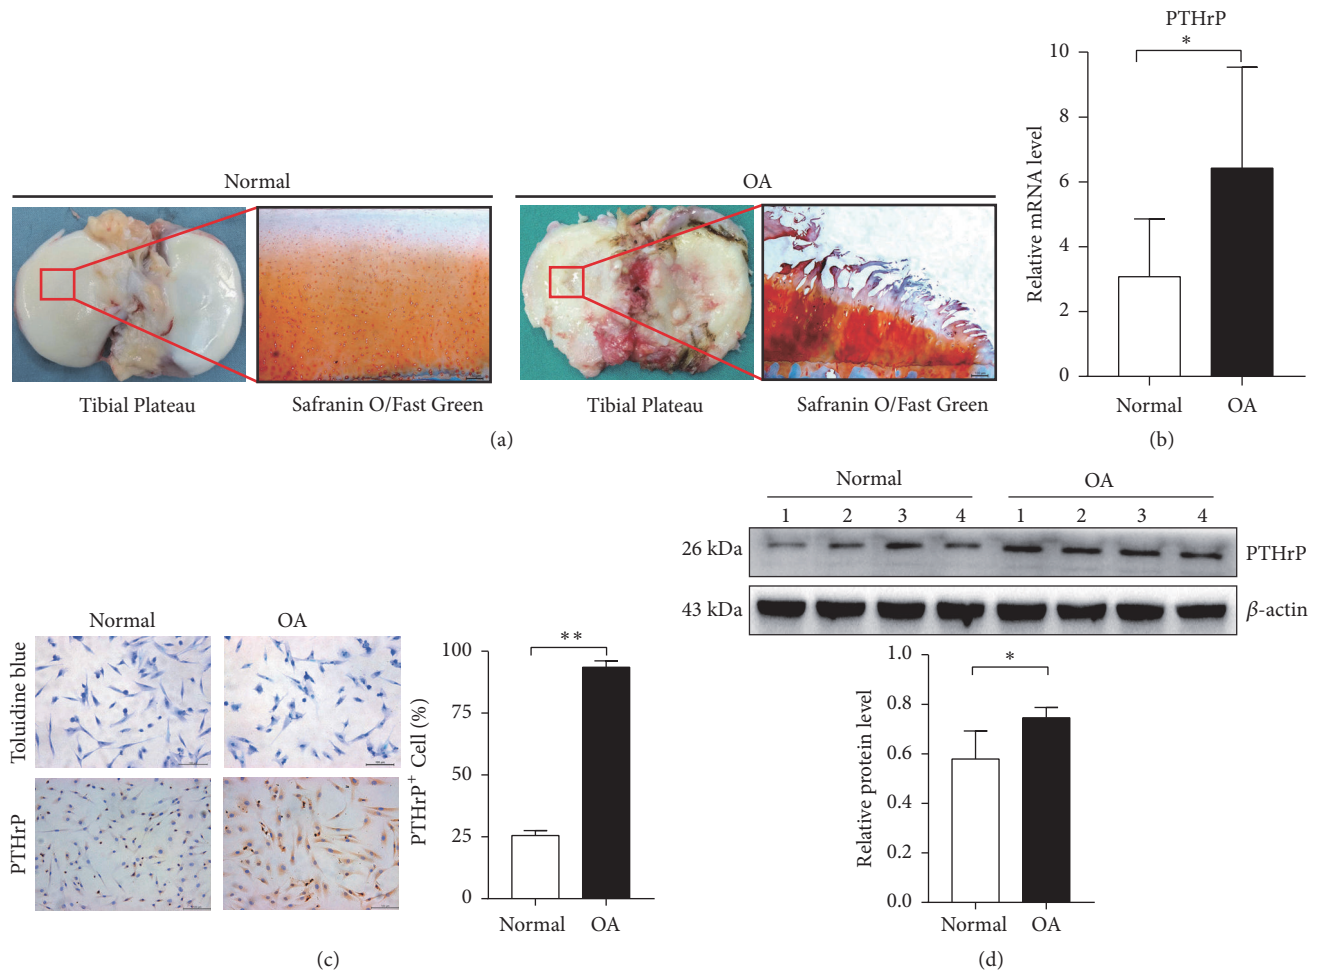 Normal
OA
Tibial Plateau
Safranin O/Fast Green
Tibial Plateau
Safranin O/Fast Green
(a)
PTHrP
*
Relative mRNA level
10
8
6
4
2
0
Normal
OA
(b)
Normal
OA
Toluidine blue
PTHrP
PTHrP+ Cell (%)
**
100
75
50
25
0
Normal
OA
(c)
Normal
OA
1 2 3 4 1 2 3 4
26 kDa
PTHrP
43 kDa
β-actin
Relative protein level
*
1.0
0.8
0.6
0.4
0.2
0.0
Normal
OA
(d)